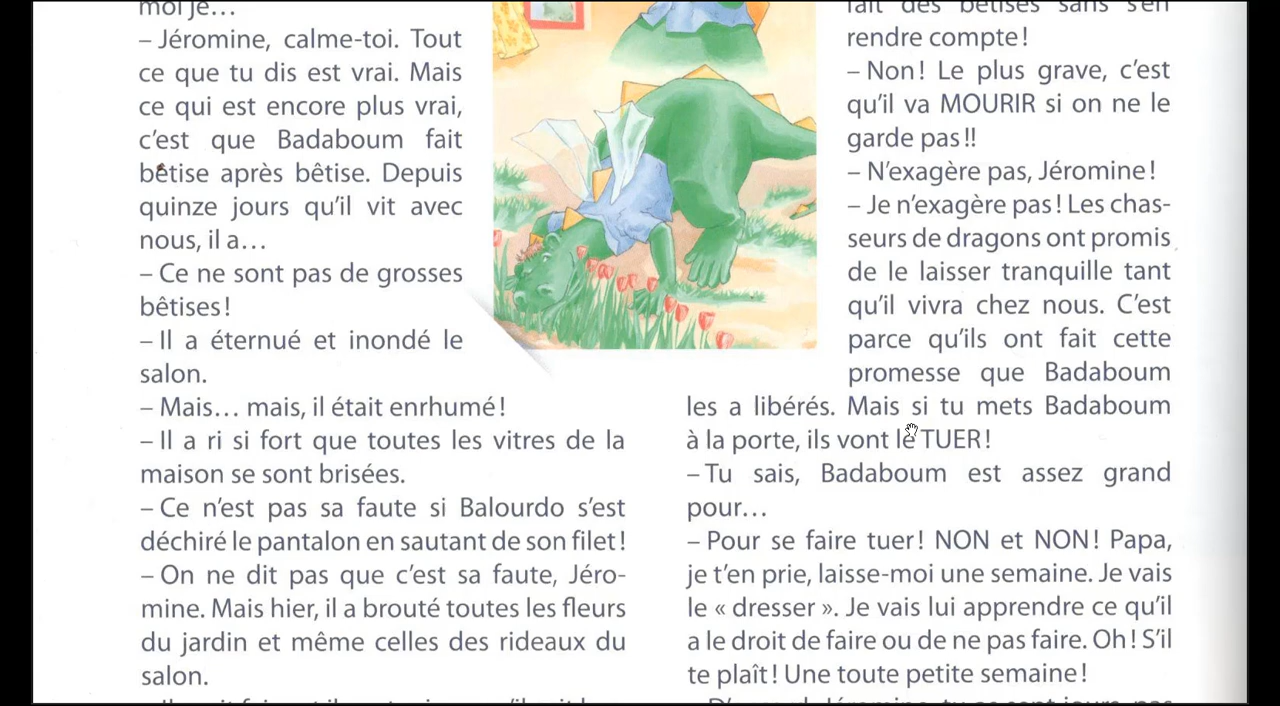 moi je…
– Jéromine, calme-toi. Tout
ce que tu dis est vrai. Mais
ce qui est encore plus vrai,
c'est que Badaboum fait
bêtise après bêtise. Depuis
quinze jours qu'il vit avec
nous, il a…
– Ce ne sont pas de grosses
bêtises !
– Il a éternué et inondé le
salon.
– Mais… mais, il était enrhumé !
– Il a ri si fort que toutes les vitres de la
maison se sont brisées.
– Ce n'est pas sa faute si Balourdo s'est
déchiré le pantalon en sautant de son filet !
– On ne dit pas que c'est sa faute, Jéro-
mine. Mais hier, il a brouté toutes les fleurs
du jardin et même celles des rideaux du
salon.
fait des bêtises sans s'en
rendre compte !
– Non ! Le plus grave, c'est
qu'il va MOURIR si on ne le
garde pas !!
– N'exagère pas, Jéromine !
– Je n'exagère pas ! Les chas-
seurs de dragons ont promis
de le laisser tranquille tant
qu'il vivra chez nous. C'est
parce qu'ils ont fait cette
promesse que Badaboum
les a libérés. Mais si tu mets Badaboum
à la porte, ils vont le TUER !
– Tu sais, Badaboum est assez grand
pour…
– Pour se faire tuer ! NON et NON ! Papa,
je t'en prie, laisse-moi une semaine. Je vais
le « dresser ». Je vais lui apprendre ce qu'il
a le droit de faire ou de ne pas faire. Oh ! S'il
te plaît ! Une toute petite semaine !